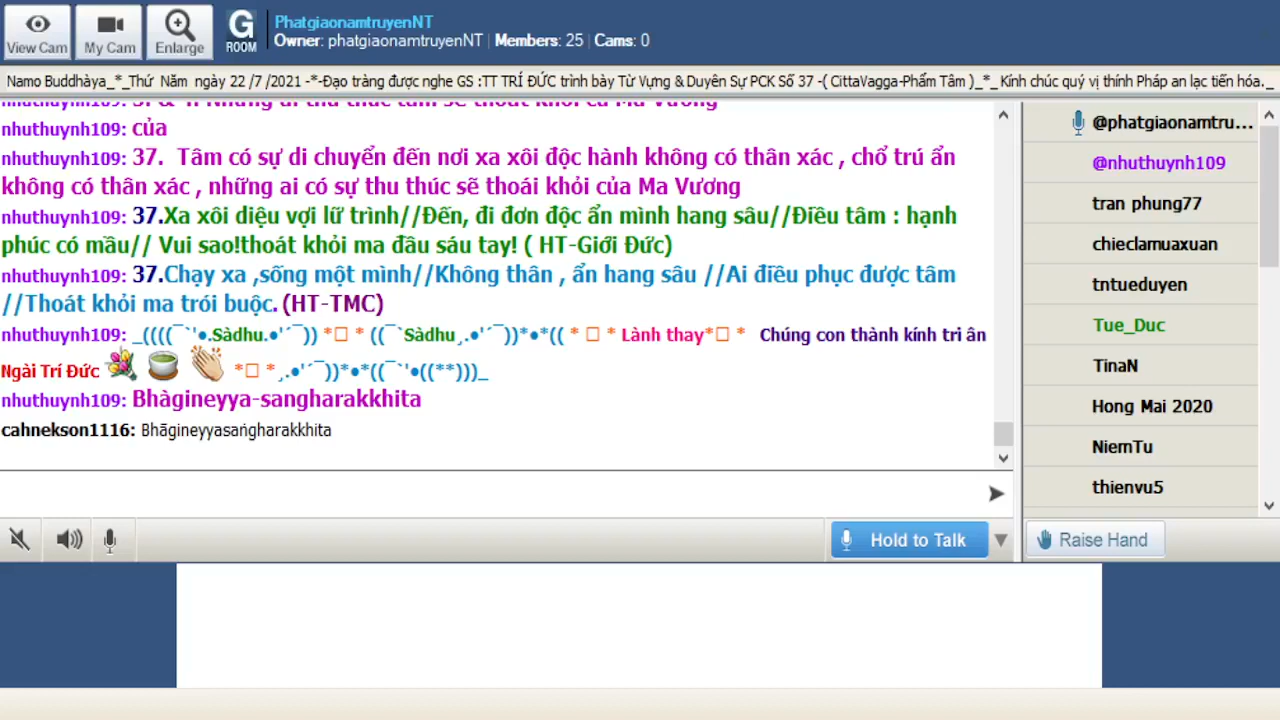 View Cam
My Cam
Enlarge
G
ROOM
PhatgiaonamtruyenNT
Owner: phatgiaonamtruyenNT | Members: 25 | Cams: 0
Namo Buddhàya_*_Thứ Năm ngày 22 /7 /2021 -*-Đạo tràng được nghe GS :TT TRÍ ĐỨC trình bày Từ Vựng & Duyên Sự PCK Số 37 -( CittaVagga-Phẩm Tâm )_*_Kính chúc quý vị thính Pháp an lạc tiến hóa._
nhuthuynh109: của
nhuthuynh109: 37. Tâm có sự di chuyển đến nơi xa xôi độc hành không có thân xác , chổ trú ẩn
không có thân xác , những ai có sự thu thúc sẽ thoái khỏi của Ma Vương
nhuthuynh109: 37.Xa xôi diệu vợi lữ trình//Đến, đi đơn độc ẩn mình hang sâu//Điều tâm : hạnh
phúc có mầu// Vui sao!thoát khỏi ma đầu sáu tay! ( HT-Giới Đức)
nhuthuynh109: 37.Chạy xa ,sống một mình//Không thân , ẩn hang sâu //Ai điều phục được tâm
//Thoát khỏi ma trói buộc. (HT-TMC)
nhuthuynh109: _((((¯`'•.Sàdhu.•'´¯)) *□ * ((¯`Sàdhu¸.•'´¯))*•*(( * □ * Lành thay*□ * Chúng con thành kính tri ân
Ngài Trí Đức *□ *¸.•'´¯))*•*((¯`'•((**)))_
nhuthuynh109: Bhàgineyya-sangharakkhita
cahnekson1116: Bhāgineyyasaṅgharakkhita
@phatgiaonamtru...
@nhuthuynh109
tran phung77
chieclamuaxuan
tntueduyen
Tue_Duc
TinaN
Hong Mai 2020
NiemTu
thienvu5
Hold to Talk
Raise Hand